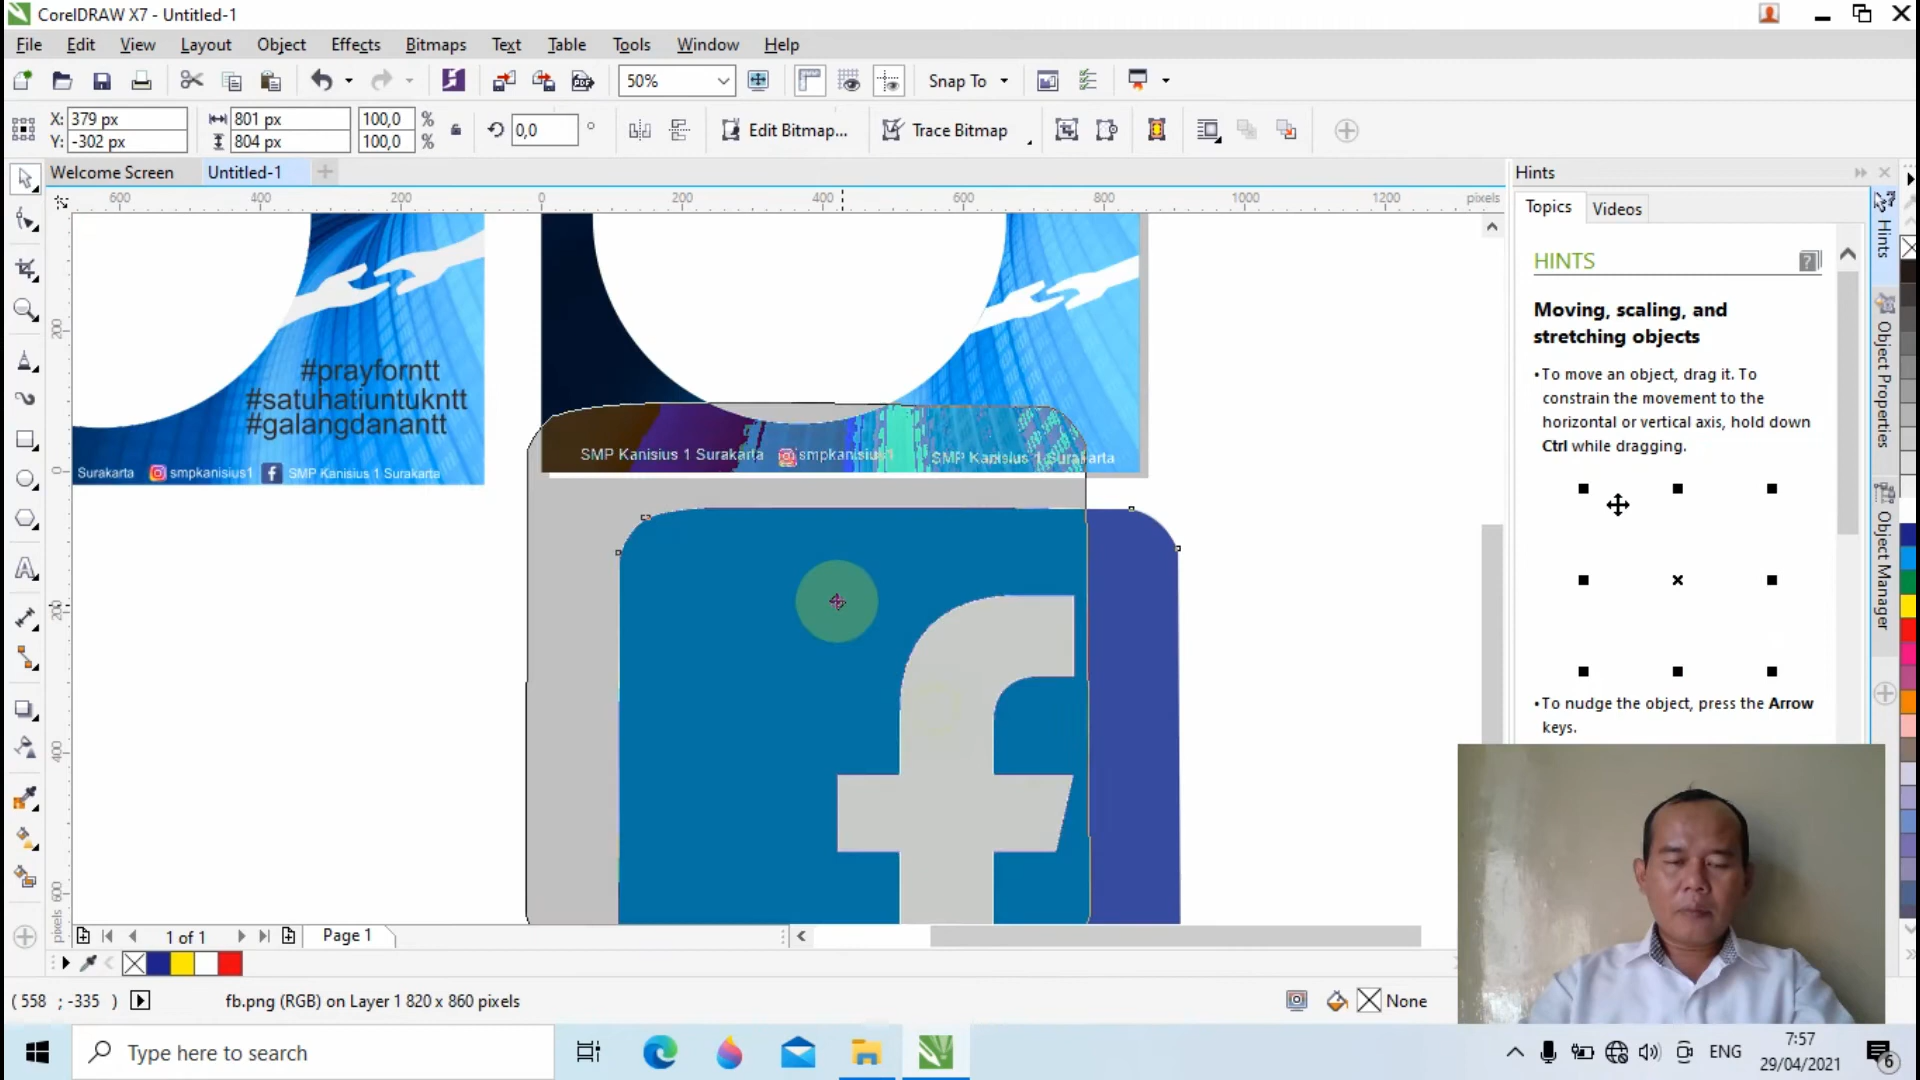 CorelDRAW X7 - Untitled-1
File Edit View Layout Object Effects Bitmaps Text Table Tools Window Help
50% Snap To
X: 379 px 801 px 100,0 % 0,0 ° Edit Bitmap... Trace Bitmap
Y: -302 px 804 px 100,0 %
Welcome Screen Untitled-1
600 400 200 0 200 400 600 800 1000 1200 pixels
200
0
200
400
600
pixels
#prayforntt
#satuhatiuntukntt
#galangdanantt
Surakarta smpkanisius1 SMP Kanisius 1 Surakarta
SMP Kanisius 1 Surakarta smpkanisius1 SMP Kanisius 1 Surakarta
Hints
Topics Videos
HINTS
Moving, scaling, and
stretching objects
•To move an object, drag it. To
constrain the movement to the
horizontal or vertical axis, hold down
Ctrl while dragging.
•To nudge the object, press the Arrow
keys.
Hints
Object Properties
Object Manager
1 of 1 Page 1
( 558 ; -335 ) fb.png (RGB) on Layer 1 820 x 860 pixels None
Type here to search
ENG
7:57
29/04/2021
6